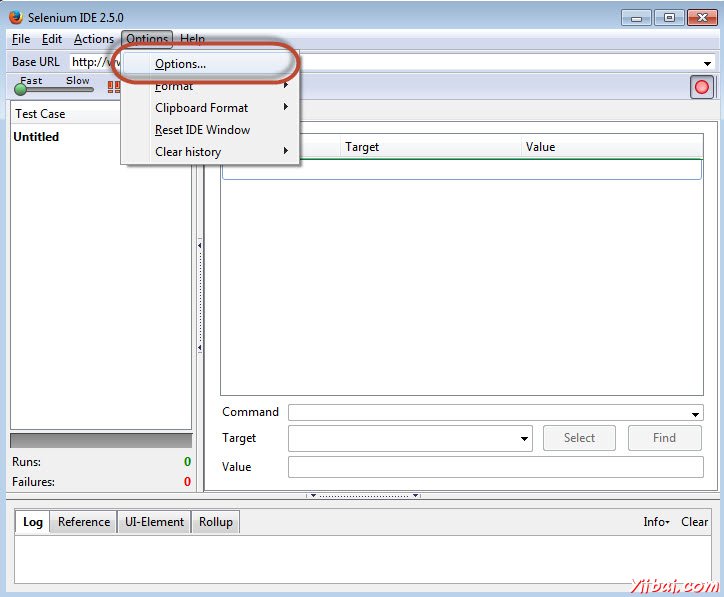 Selenium IDE 2.5.0
File Edit Actions Options Help
Base URL http://w
Options...
Fast Slow
Format
Clipboard Format
Reset IDE Window
Clear history
Test Case
Untitled
Target Value
Command
Target Select Find
Value
Runs: 0
Failures: 0
Log Reference UI-Element Rollup Info Clear
Yiibai.com